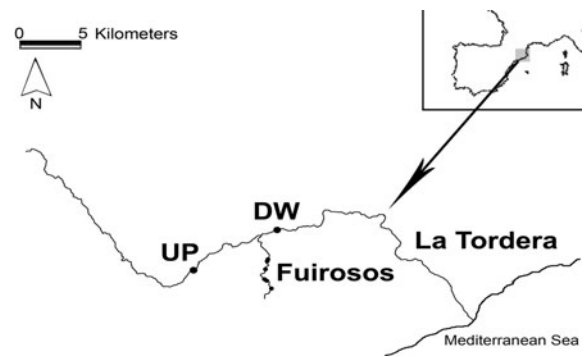 0 5 Kilometers
N
DW
UP
La Tordera
Fuirosos
Mediterranean Sea